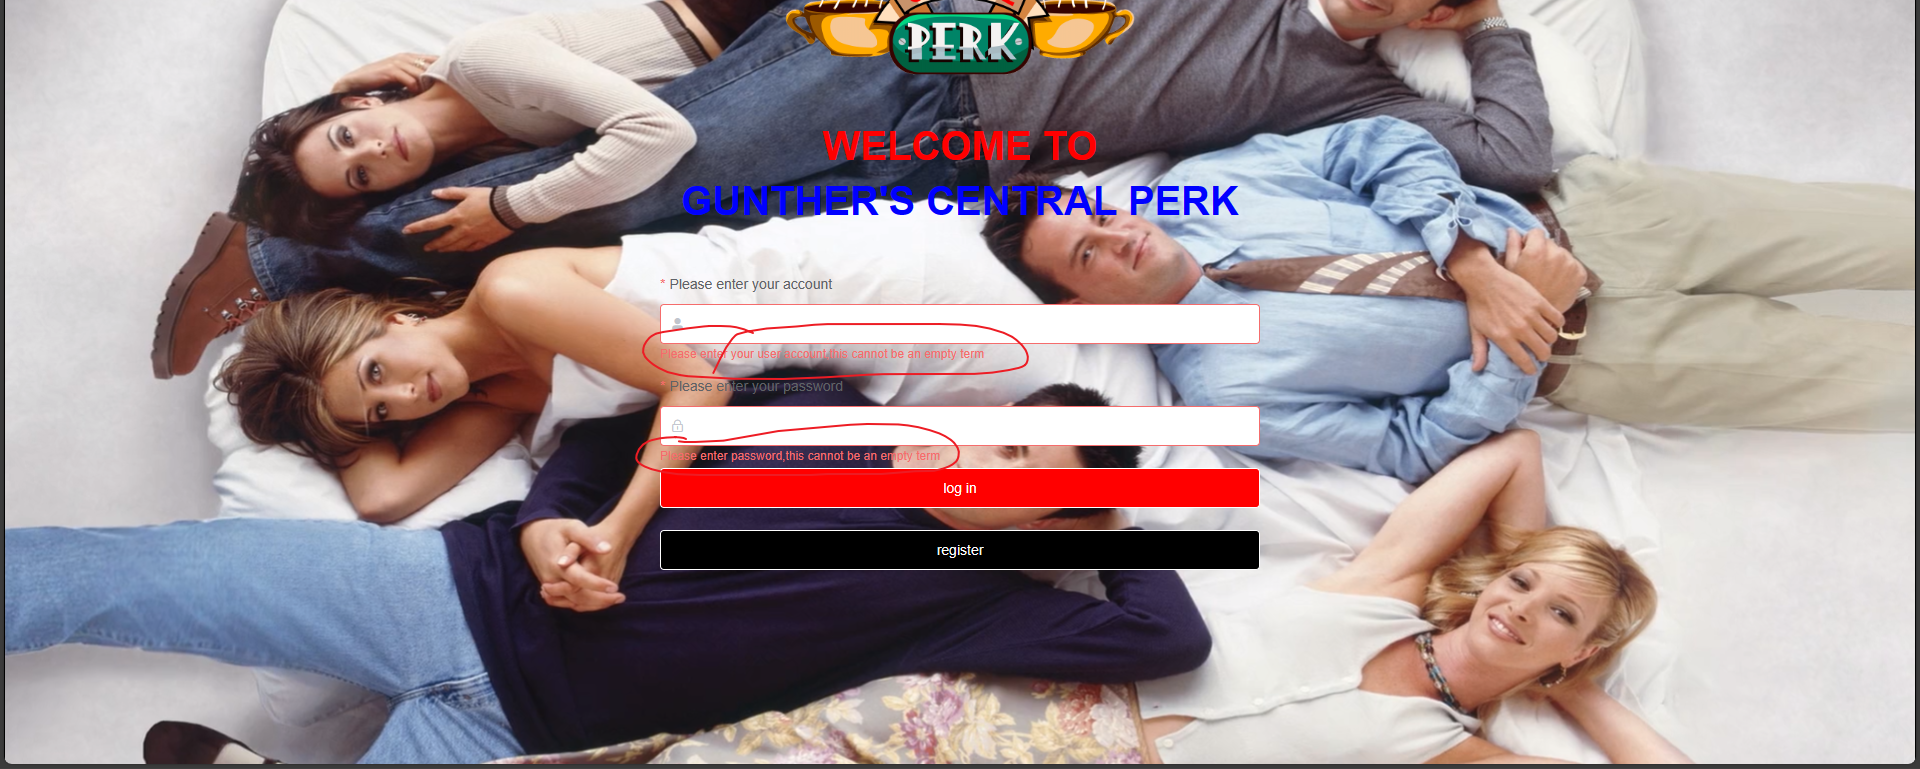 PERK
WELCOME TO
GUNTHER'S CENTRAL PERK
* Please enter your account
Please enter your user account,this cannot be an empty term
* Please enter your password
Please enter password,this cannot be an empty term
log in
register